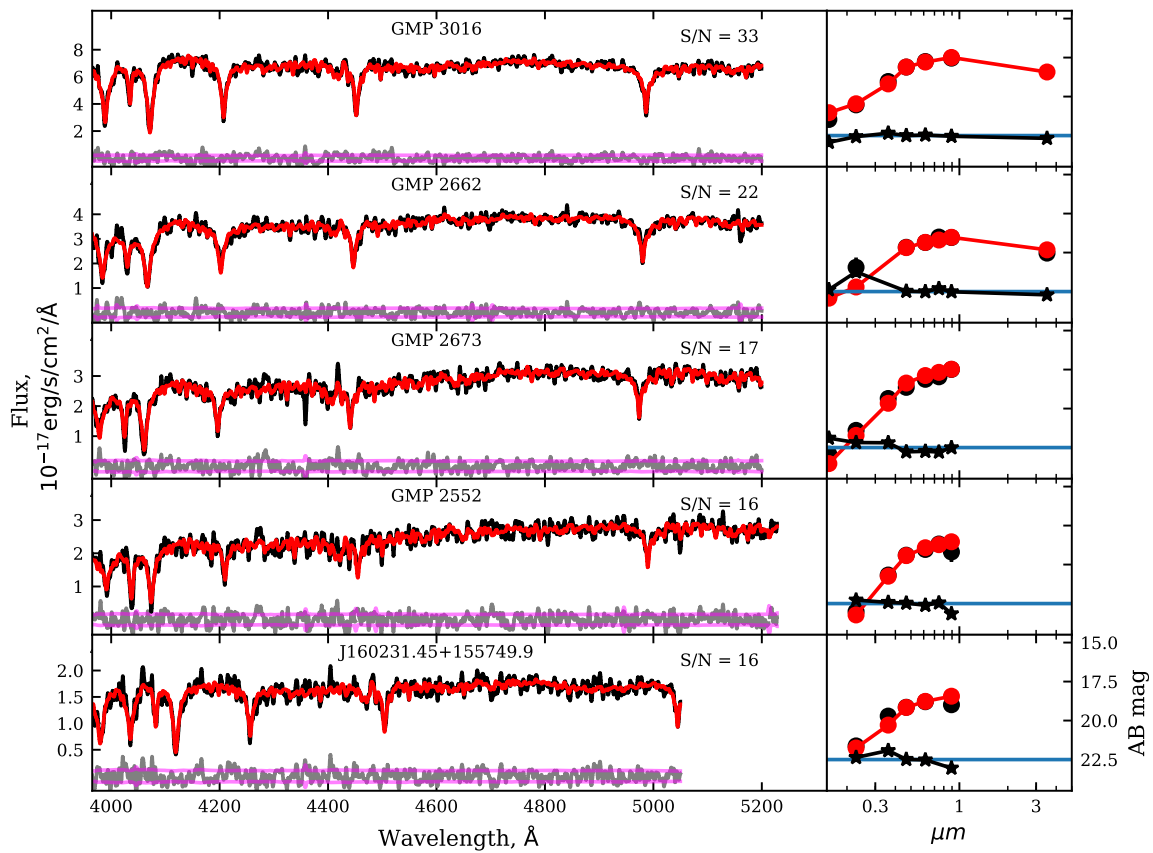 GMP 3016
S/N = 33
8
6
4
2
GMP 2662
S/N = 22
4
3
2
1
GMP 2673
S/N = 17
3
2
1
Flux,
10⁻¹⁷erg/s/cm²/Å
GMP 2552
S/N = 16
3
2
1
J160231.45+155749.9
S/N = 16
2.0
1.5
1.0
0.5
15.0
17.5
20.0
22.5
AB mag
4000 4200 4400 4600 4800 5000 5200
0.3 1 3
Wavelength, Å
μm